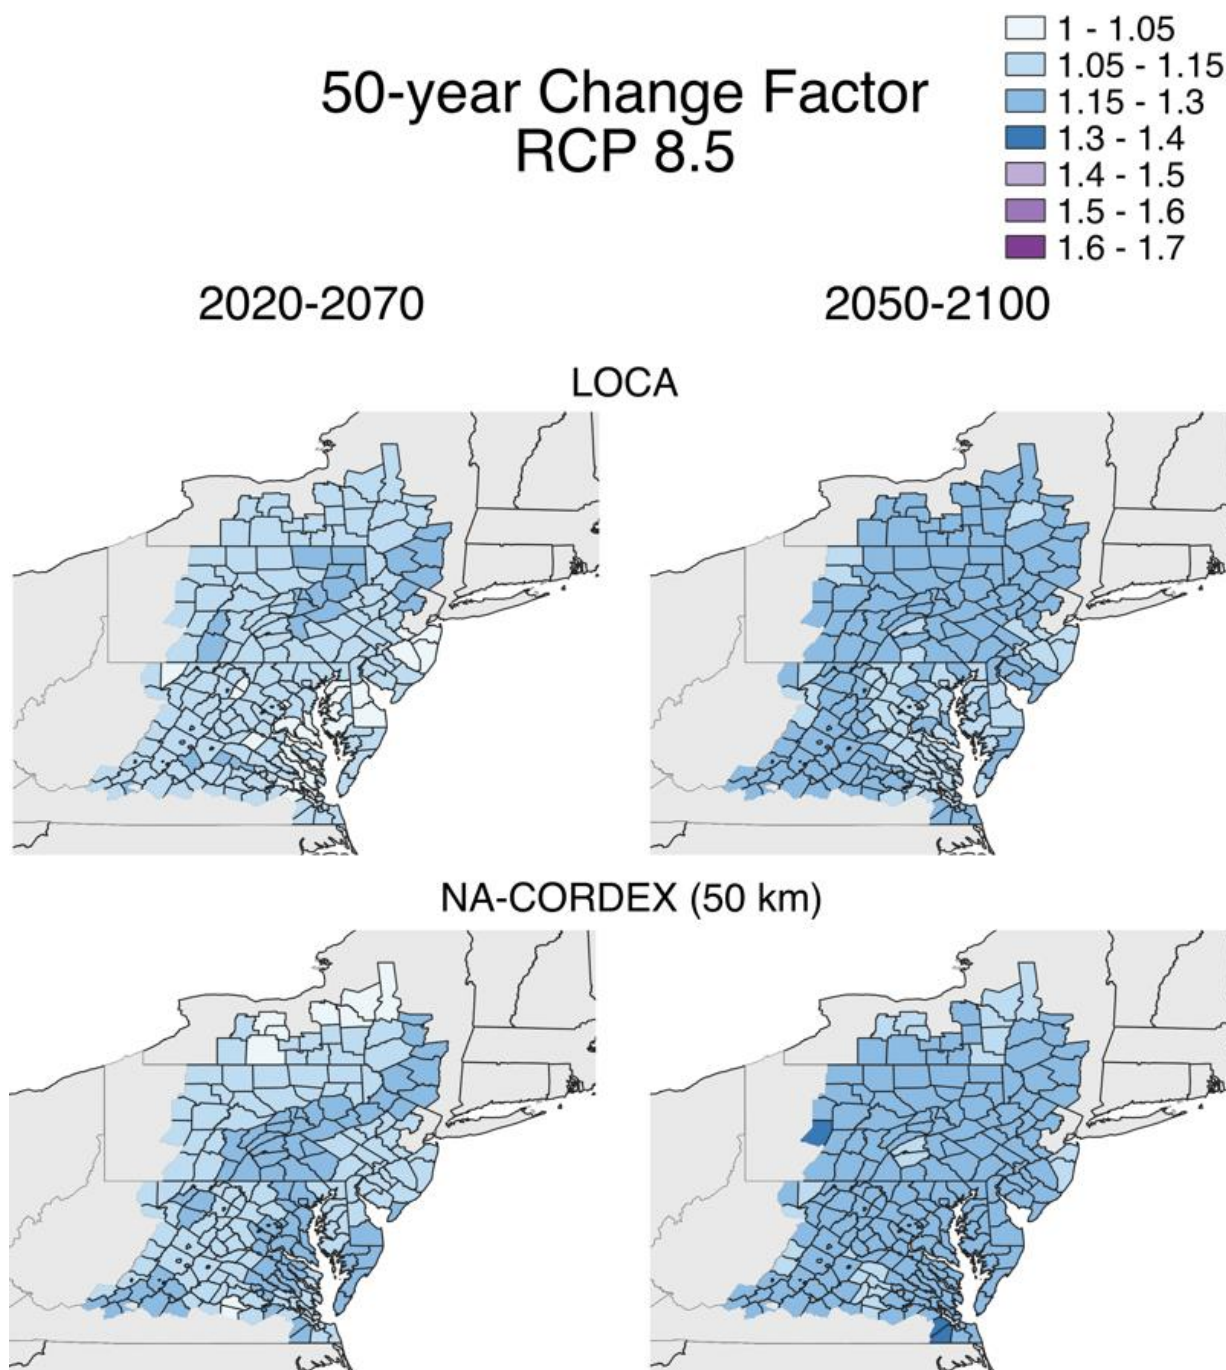 50-year Change Factor
RCP 8.5
1 - 1.05
1.05 - 1.15
1.15 - 1.3
1.3 - 1.4
1.4 - 1.5
1.5 - 1.6
1.6 - 1.7
2020-2070
2050-2100
LOCA
NA-CORDEX (50 km)